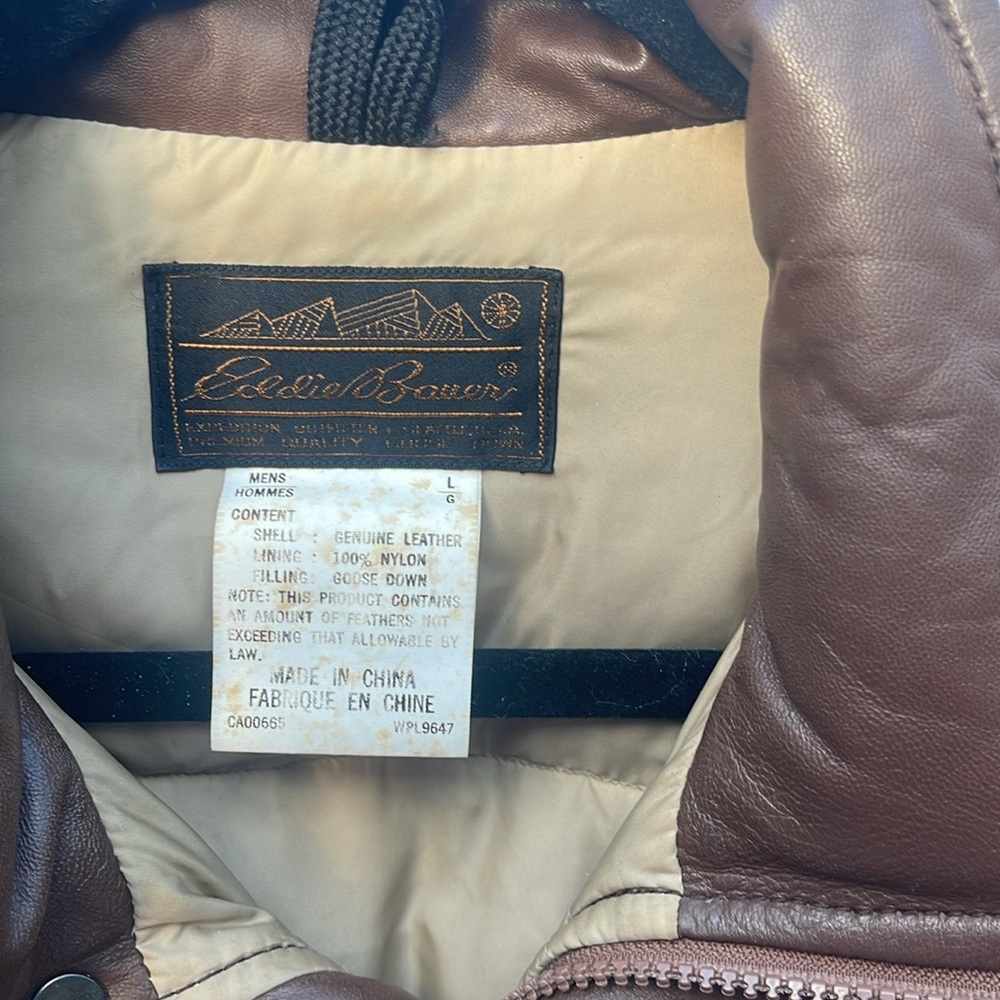 Eddie Bauer®
EXPEDITION OUTFITTER • SEATTLE, U.S.A.
PREMIUM QUALITY GOOSE DOWN
MENS L
HOMMES G
CONTENT
SHELL : GENUINE LEATHER
LINING : 100% NYLON
FILLING: GOOSE DOWN
NOTE: THIS PRODUCT CONTAINS
AN AMOUNT OF FEATHERS NOT
EXCEEDING THAT ALLOWABLE BY
LAW.
MADE IN CHINA
FABRIQUE EN CHINE
CA00665 WPL9647